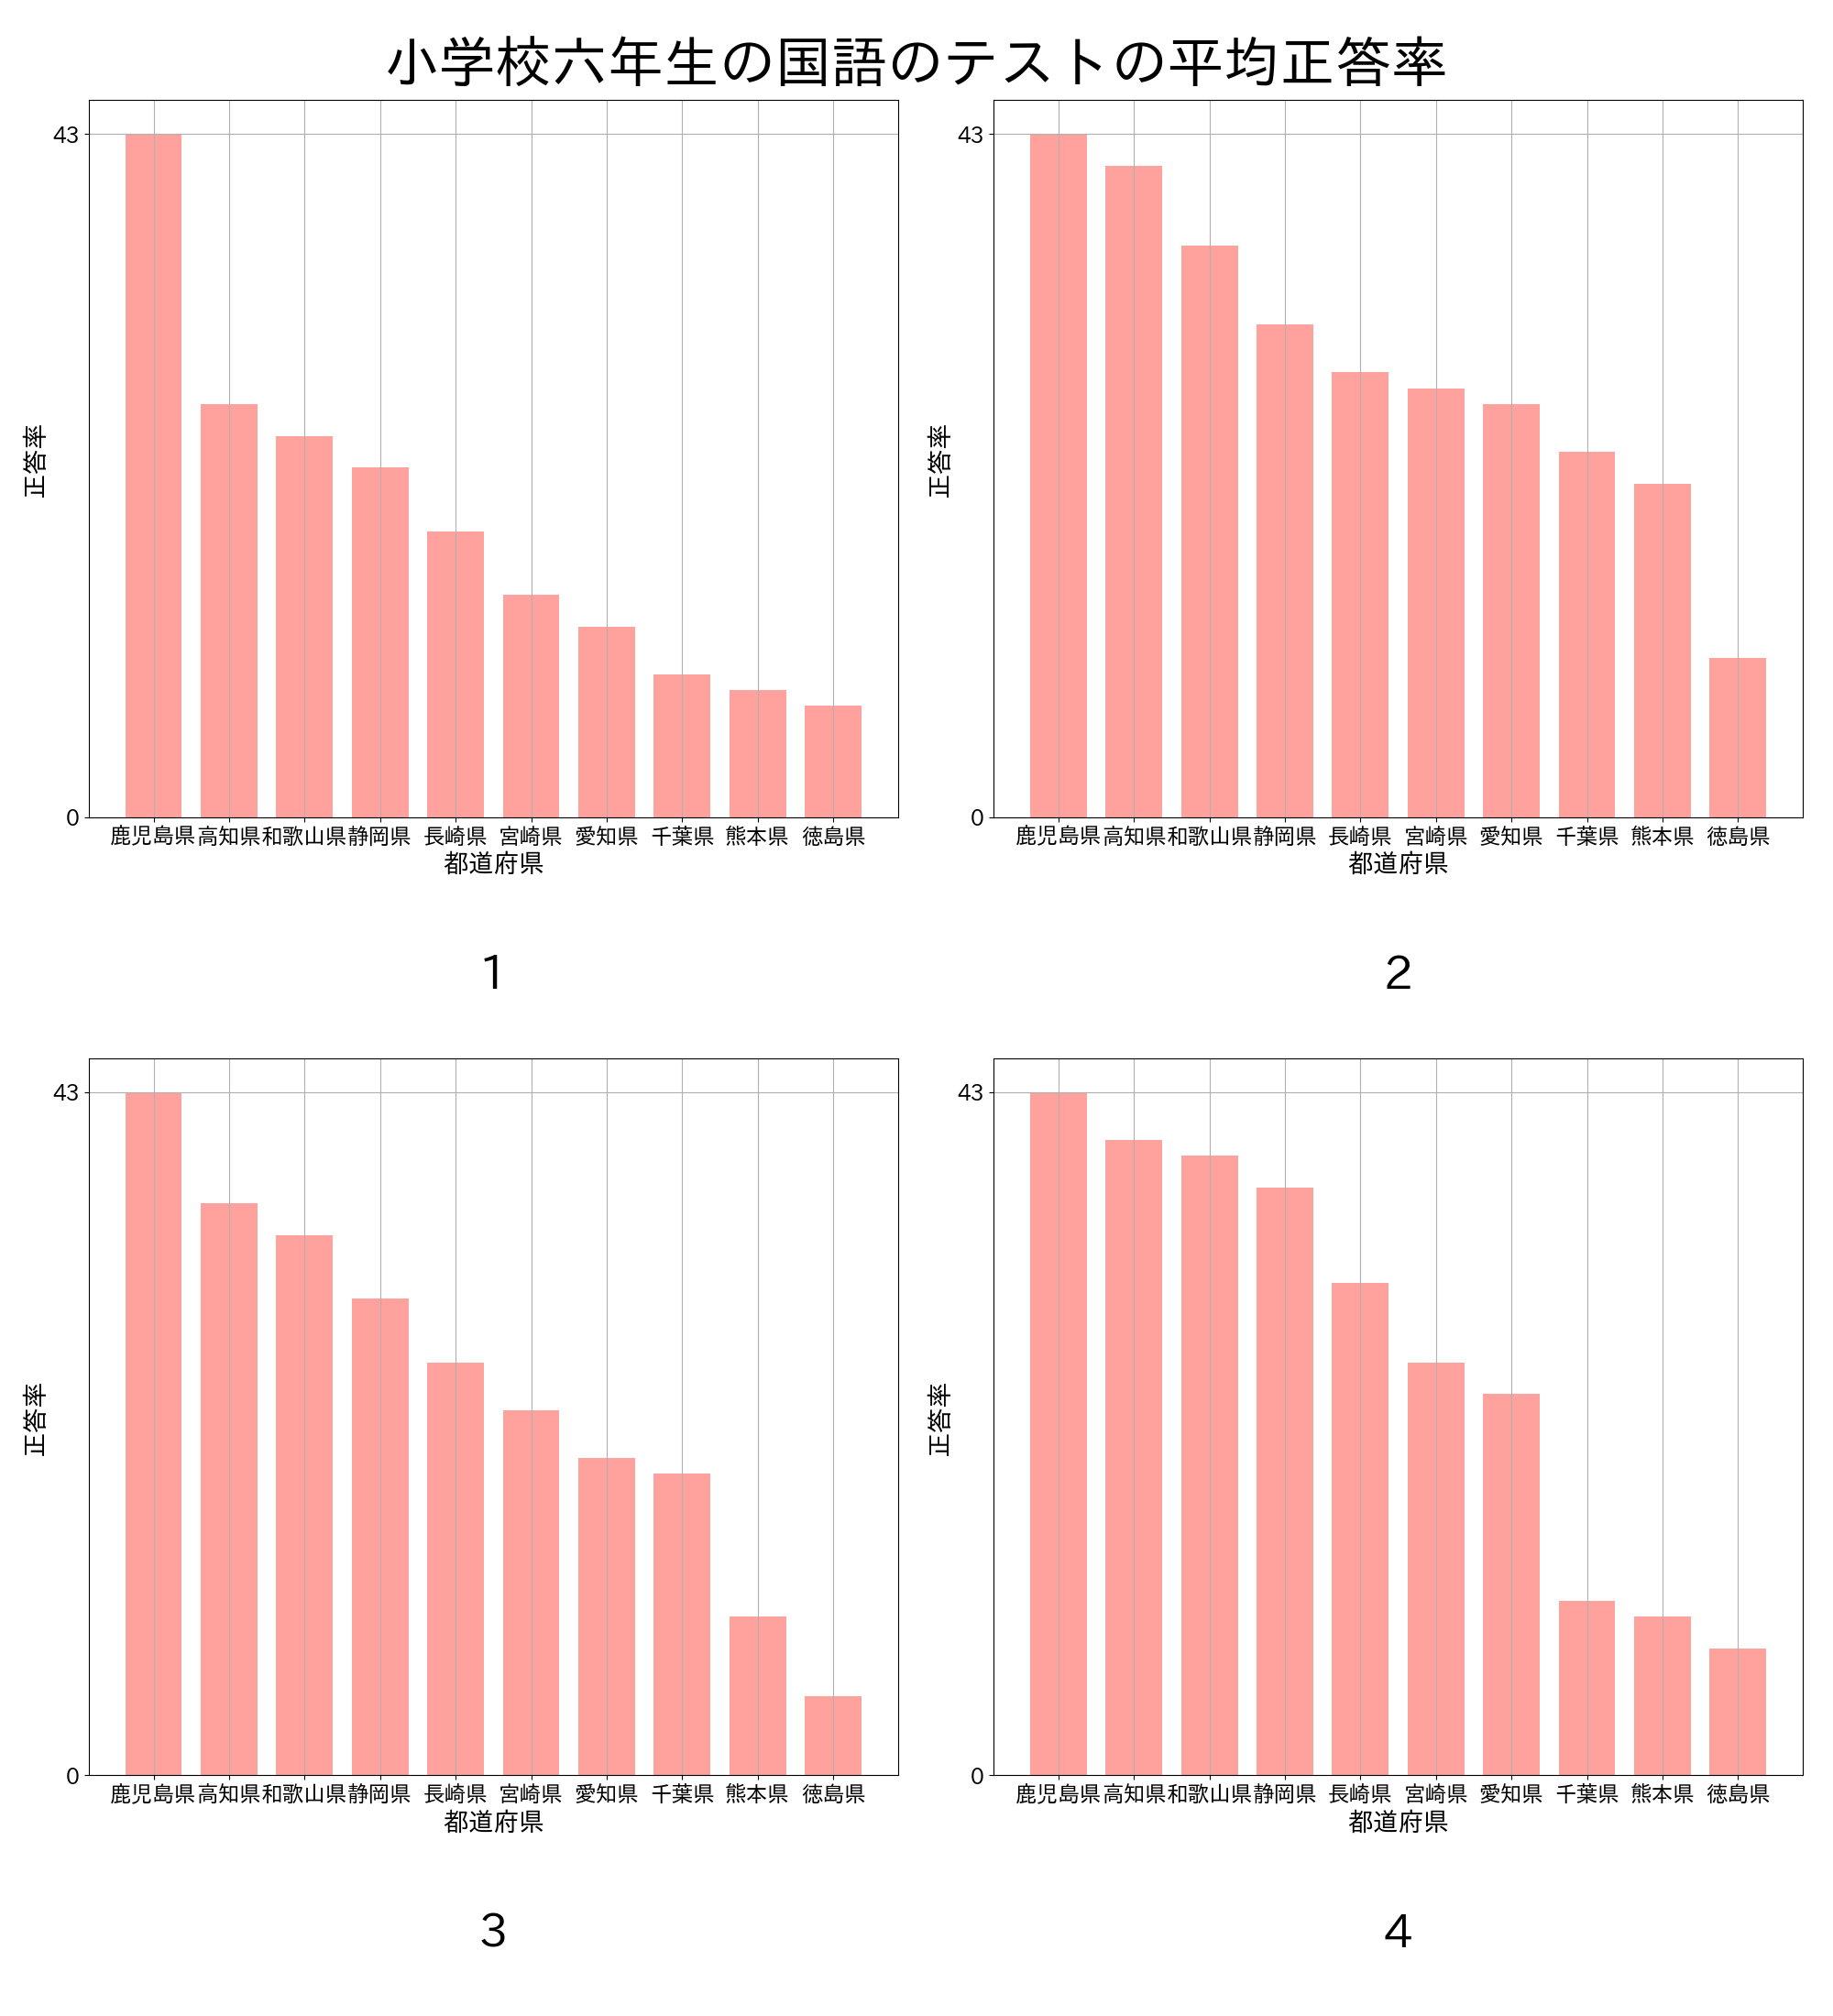 小学校六年生の国語のテストの平均正答率
43
0
正答率
鹿児島県 高知県 和歌山県 静岡県 長崎県 宮崎県 愛知県 千葉県 熊本県 徳島県
都道府県
1
43
0
正答率
鹿児島県 高知県 和歌山県 静岡県 長崎県 宮崎県 愛知県 千葉県 熊本県 徳島県
都道府県
2
43
0
正答率
鹿児島県 高知県 和歌山県 静岡県 長崎県 宮崎県 愛知県 千葉県 熊本県 徳島県
都道府県
3
43
0
正答率
鹿児島県 高知県 和歌山県 静岡県 長崎県 宮崎県 愛知県 千葉県 熊本県 徳島県
都道府県
4